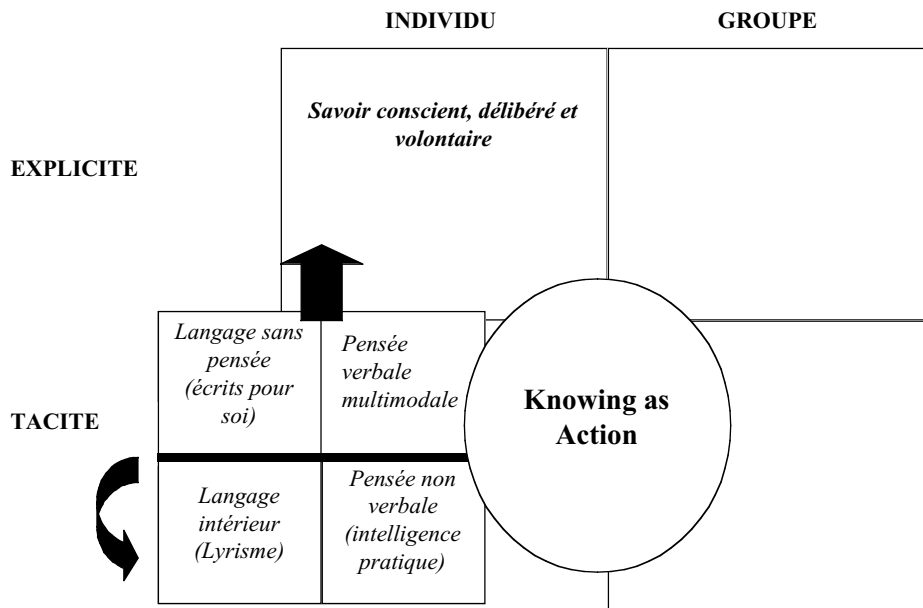 INDIVIDU
GROUPE
Savoir conscient, délibéré et
volontaire
EXPLICITE
Langage sans
pensée
(écrits pour
soi)
Pensée
verbale
multimodale
Knowing as
Action
TACITE
Langage
intérieur
(Lyrisme)
Pensée non
verbale
(intelligence
pratique)